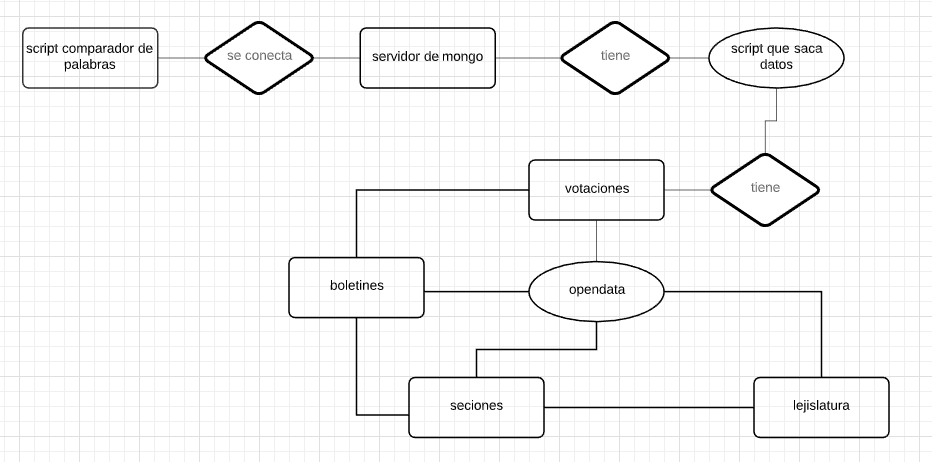 script comparador de
palabras
se conecta
servidor de mongo
tiene
script que saca
datos
votaciones
tiene
boletines
opendata
seciones
lejislatura